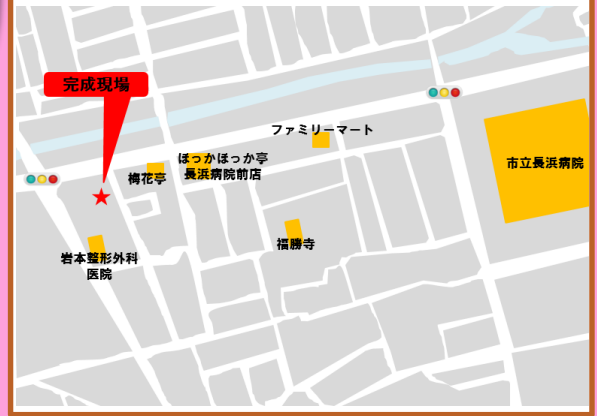 完成現場
ファミリーマート
ほっかほっか亭
長浜病院前店
梅花亭
市立長浜病院
福勝寺
岩本整形外科
医院